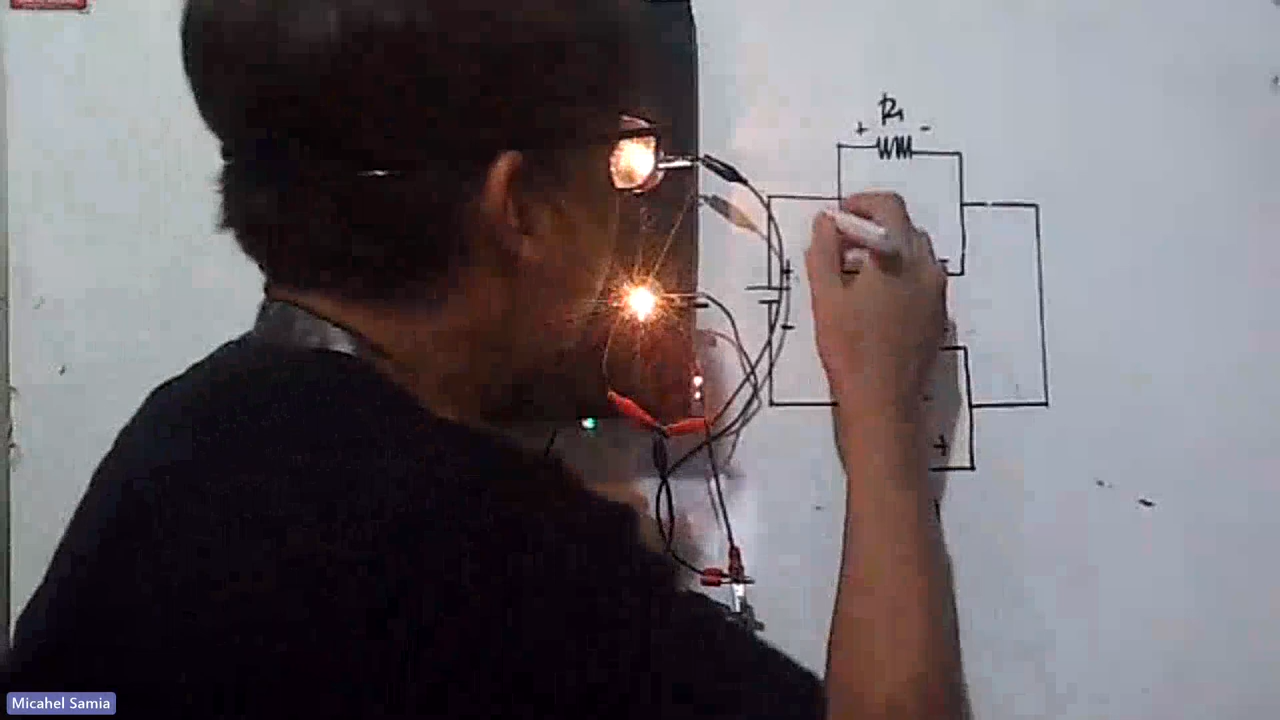 R₁
+ -
+
-
+
Micahel Samia